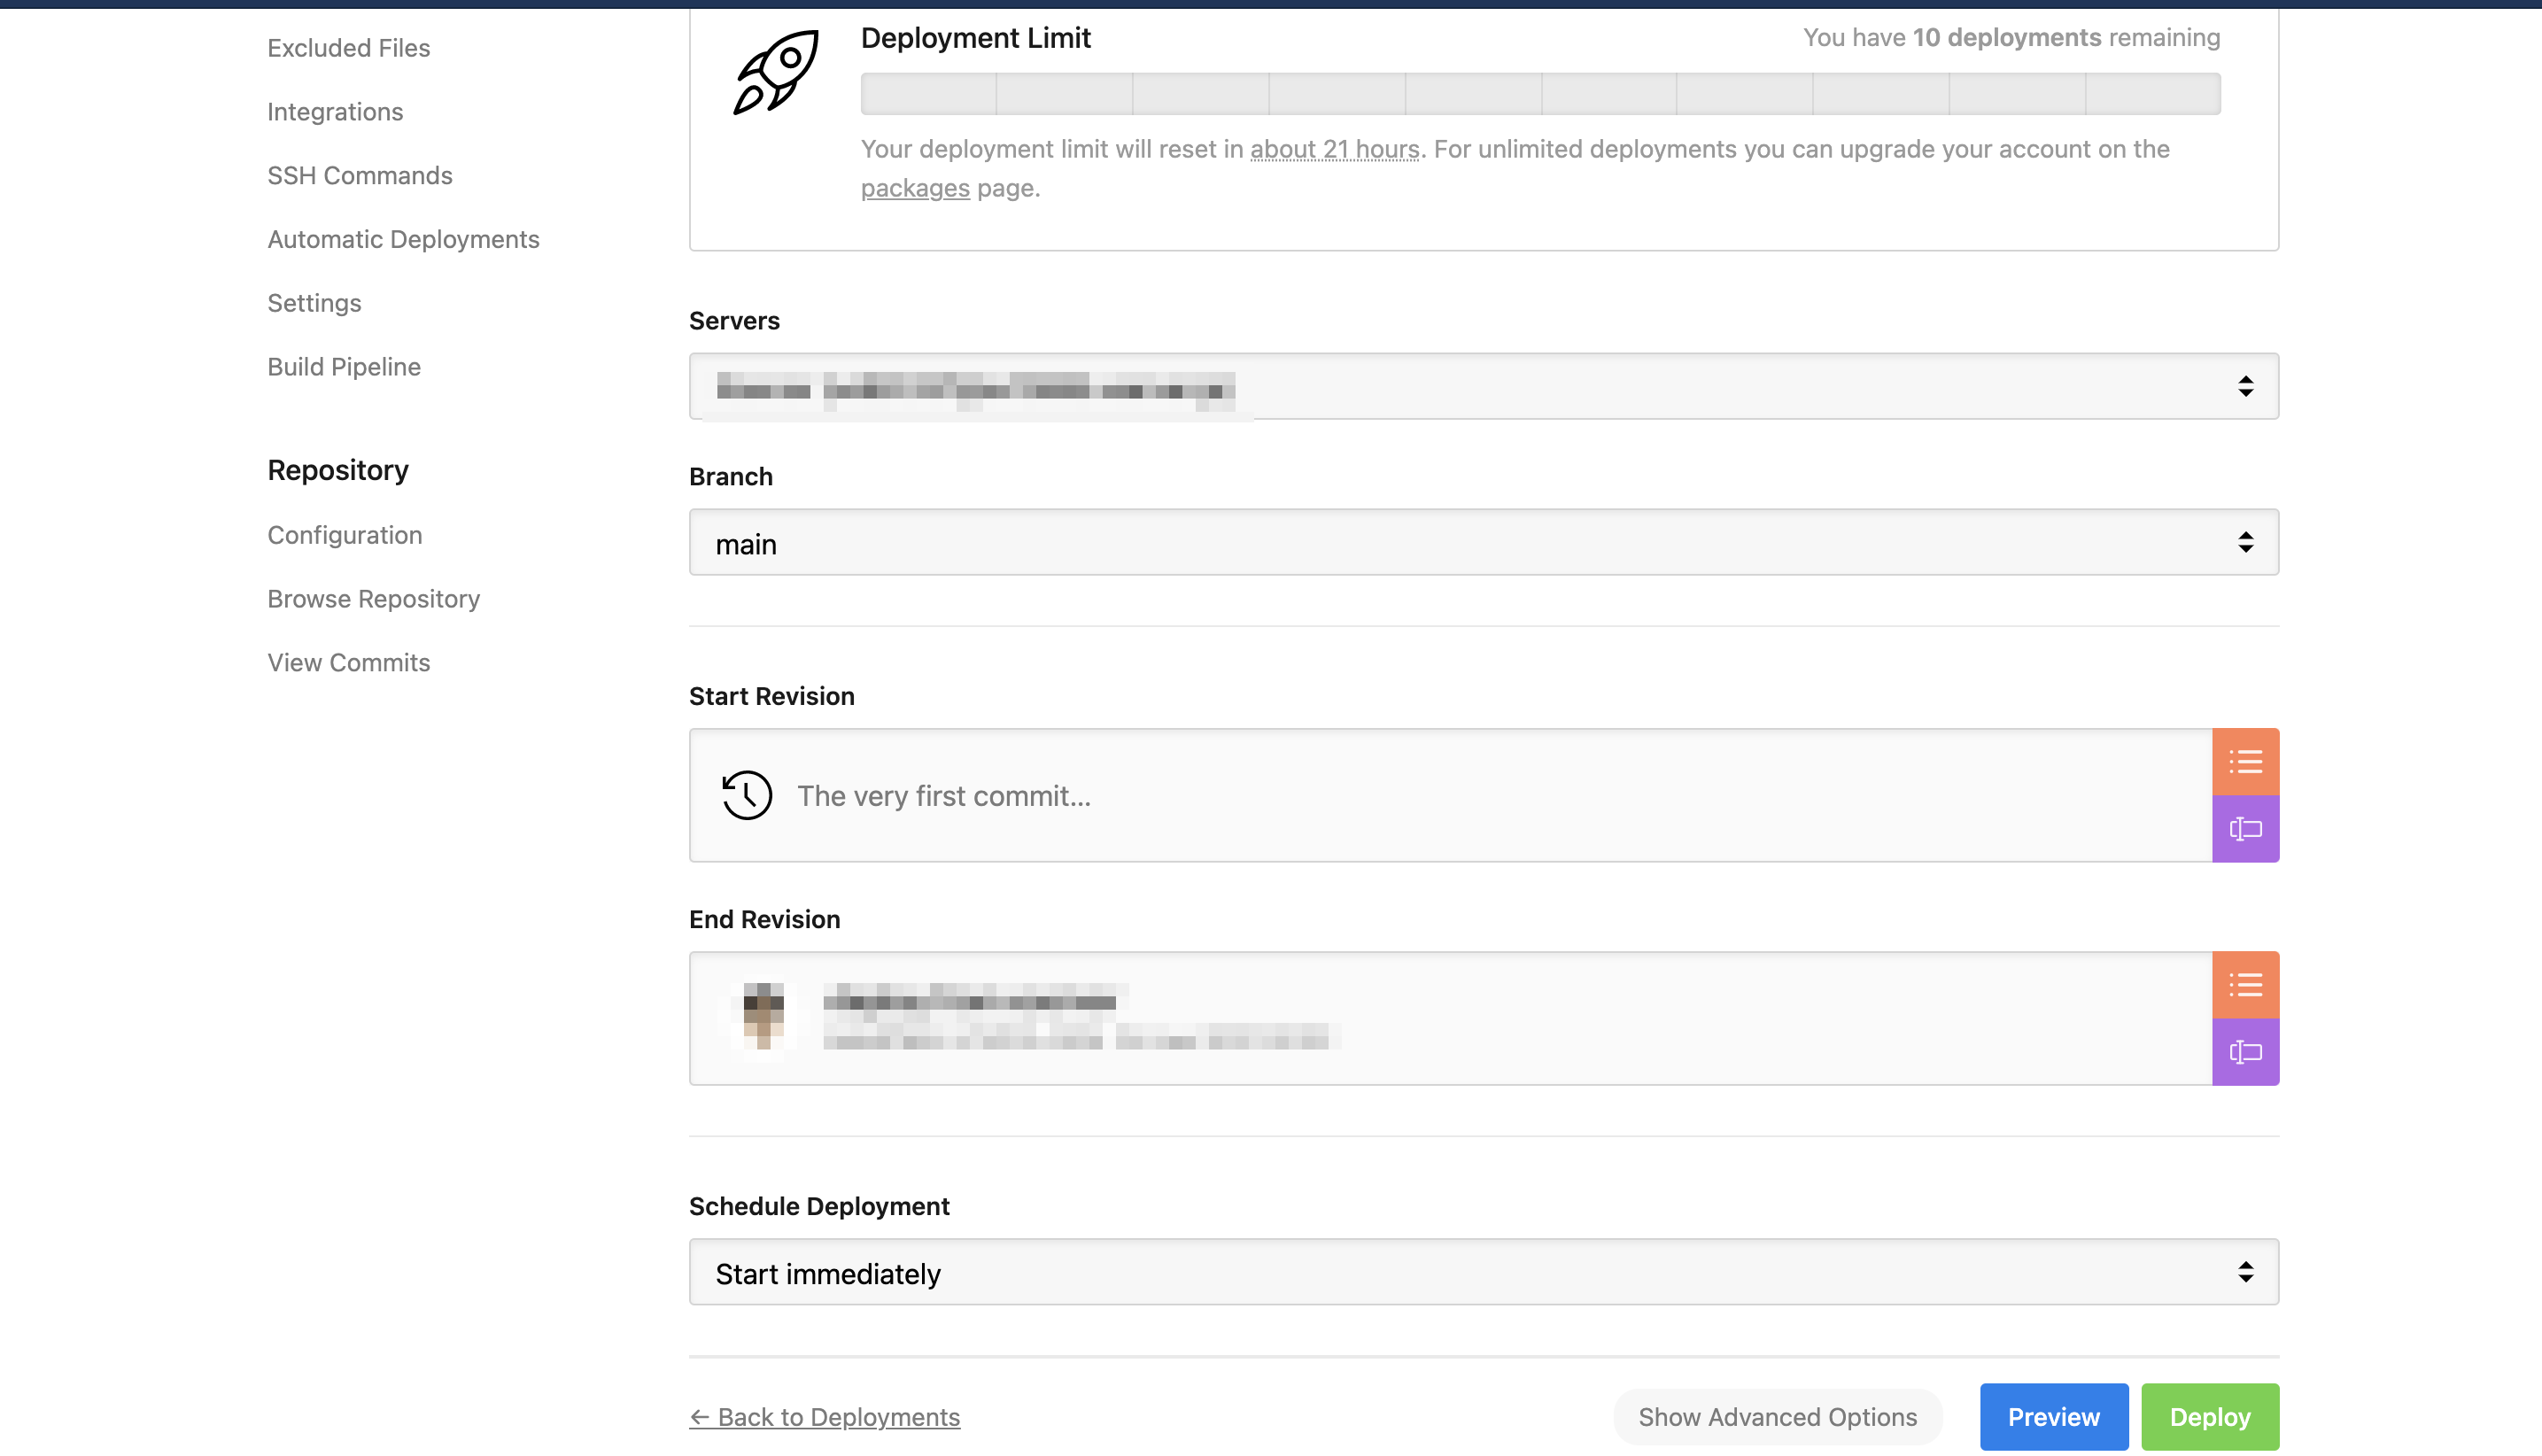 Excluded Files
Integrations
SSH Commands
Automatic Deployments
Settings
Build Pipeline
Repository
Configuration
Browse Repository
View Commits
Deployment Limit
You have 10 deployments remaining
Your deployment limit will reset in about 21 hours. For unlimited deployments you can upgrade your account on the
packages page.
Servers
Branch
main
Start Revision
The very first commit...
End Revision
Schedule Deployment
Start immediately
← Back to Deployments
Show Advanced Options
Preview
Deploy